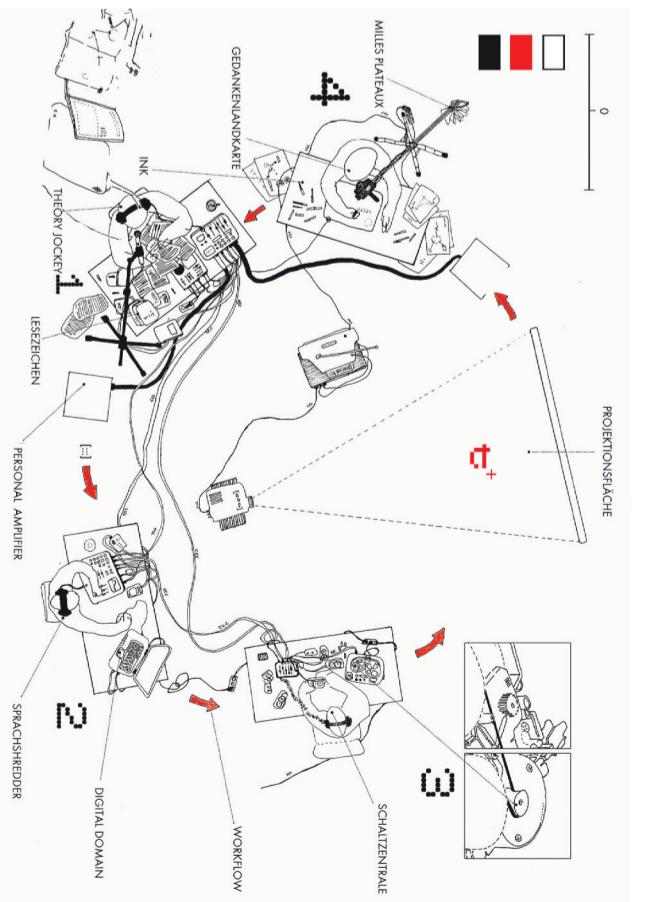 0
MILLES PLATEAUX
GEDANKENLANDKARTE
4
INK
THEORY JOCKEY
1
LESEZEICHEN
PERSONAL AMPLIFIER
[:::]
PROJEKTIONSFLÄCHE
t+
SPRACHSHREDDER
2
DIGITAL DOMAIN
WORKFLOW
SCHALTZENTRALE
3